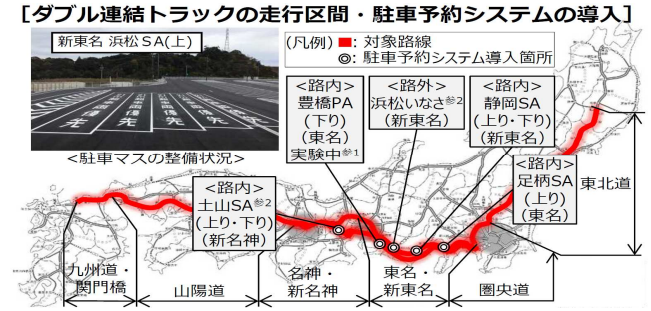 [ダブル連結トラックの走行区間・駐車予約システムの導入]
新東名 浜松SA(上)
優先
優先
優先
優先
<駐車マスの整備状況>
(凡例) ■: 対象路線
◎: 駐車予約システム導入箇所
<路内>
豊橋PA
(下り)
(東名)
実験中参1
<路外>
浜松いなさ参2
(新東名)
<路内>
静岡SA
(上り・下り)
(新東名)
<路内>
足柄SA
(上り)
(東名)
<路内>
土山SA参2
(上り・下り)
(新名神)
東北道
九州道・
関門橋
山陽道
名神・
新名神
東名・
新東名
圏央道